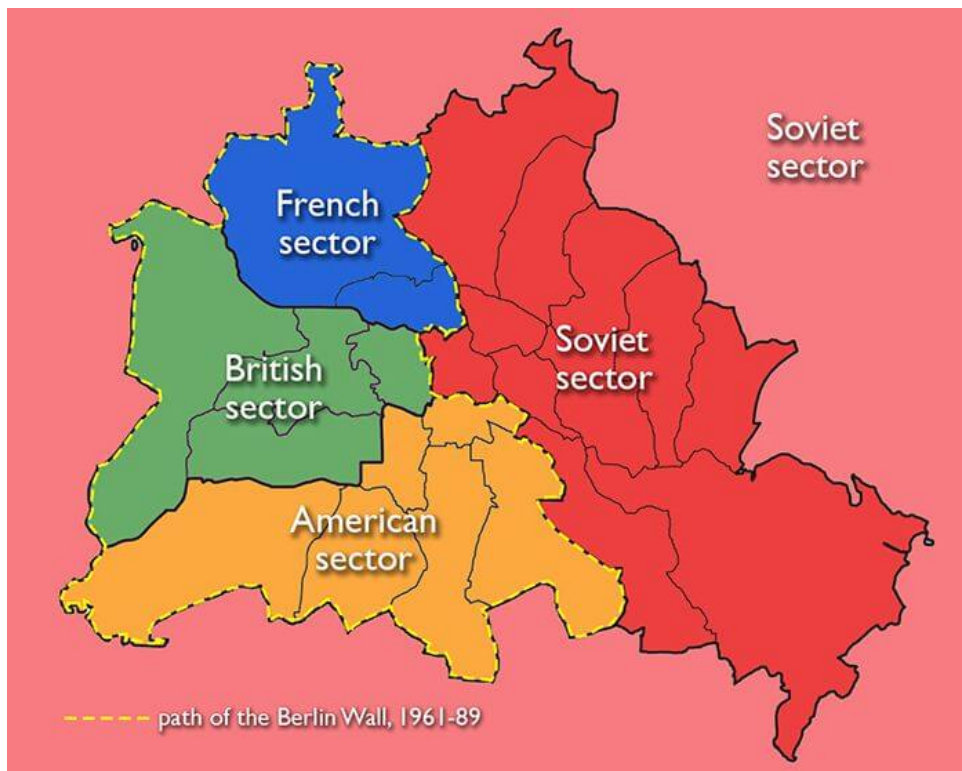 Soviet
sector
French
sector
Soviet
sector
British
sector
American
sector
path of the Berlin Wall, 1961-89